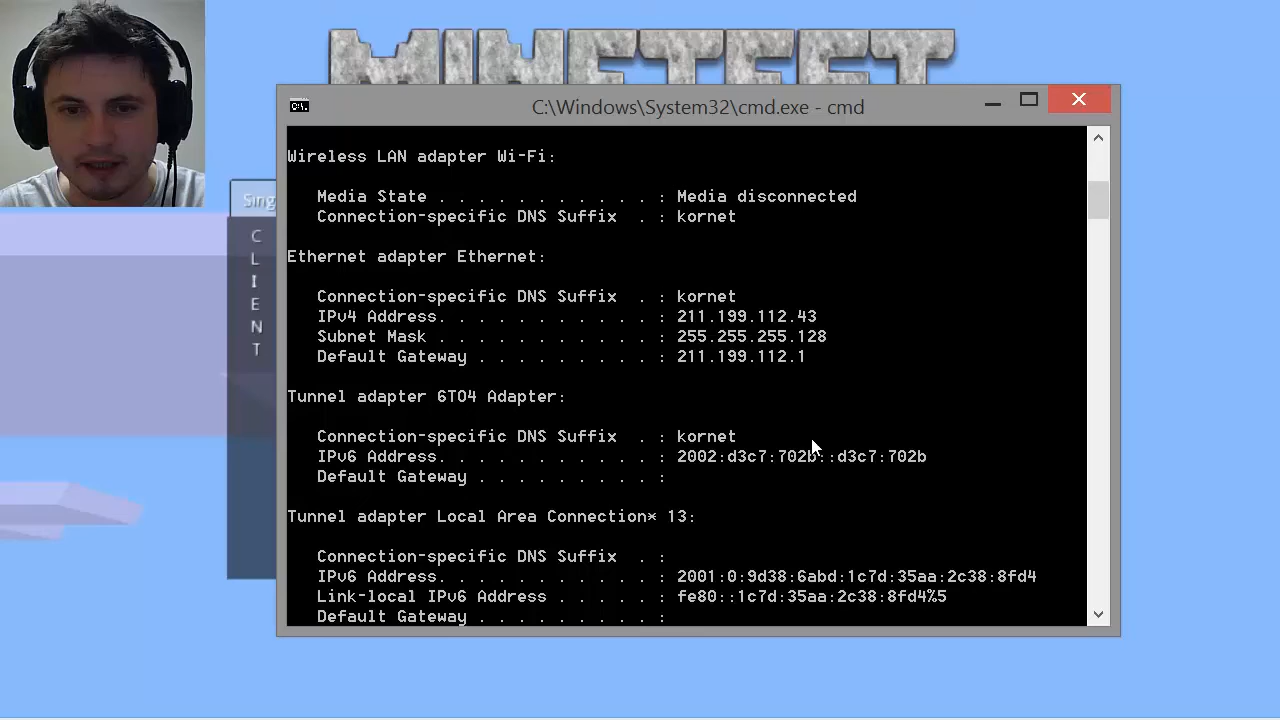 MINETEST
C:\Windows\System32\cmd.exe - cmd
Sing
C
L
I
E
N
T
Wireless LAN adapter Wi-Fi:
Media State . . . . . . . . . . . : Media disconnected
Connection-specific DNS Suffix  . : kornet
Ethernet adapter Ethernet:
Connection-specific DNS Suffix  . : kornet
IPv4 Address. . . . . . . . . . . : 211.199.112.43
Subnet Mask . . . . . . . . . . . : 255.255.255.128
Default Gateway . . . . . . . . . : 211.199.112.1
Tunnel adapter 6TO4 Adapter:
Connection-specific DNS Suffix  . : kornet
IPv6 Address. . . . . . . . . . . : 2002:d3c7:702b::d3c7:702b
Default Gateway . . . . . . . . . :
Tunnel adapter Local Area Connection* 13:
Connection-specific DNS Suffix  . :
IPv6 Address. . . . . . . . . . . : 2001:0:9d38:6abd:1c7d:35aa:2c38:8fd4
Link-local IPv6 Address . . . . . : fe80::1c7d:35aa:2c38:8fd4%5
Default Gateway . . . . . . . . . :